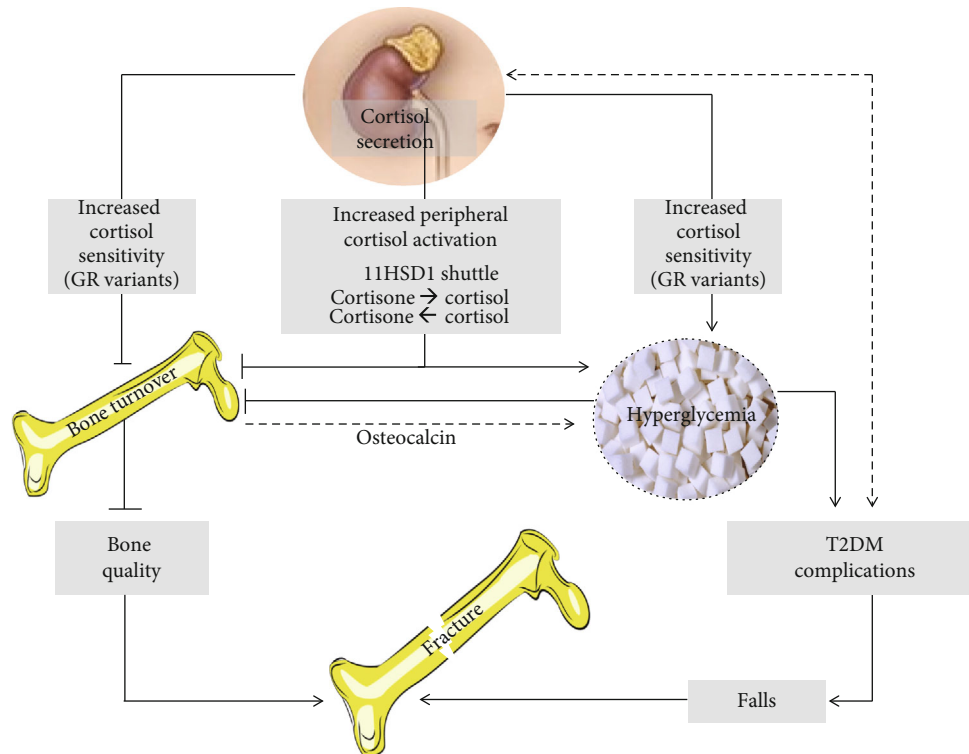 Cortisol
secretion
Increased
cortisol
sensitivity
(GR variants)
Increased peripheral
cortisol activation
11HSD1 shuttle
Cortisone → cortisol
Cortisone ← cortisol
Increased
cortisol
sensitivity
(GR variants)
Bone turnover
Hyperglycemia
Osteocalcin
Bone
quality
T2DM
complications
Fracture
Falls